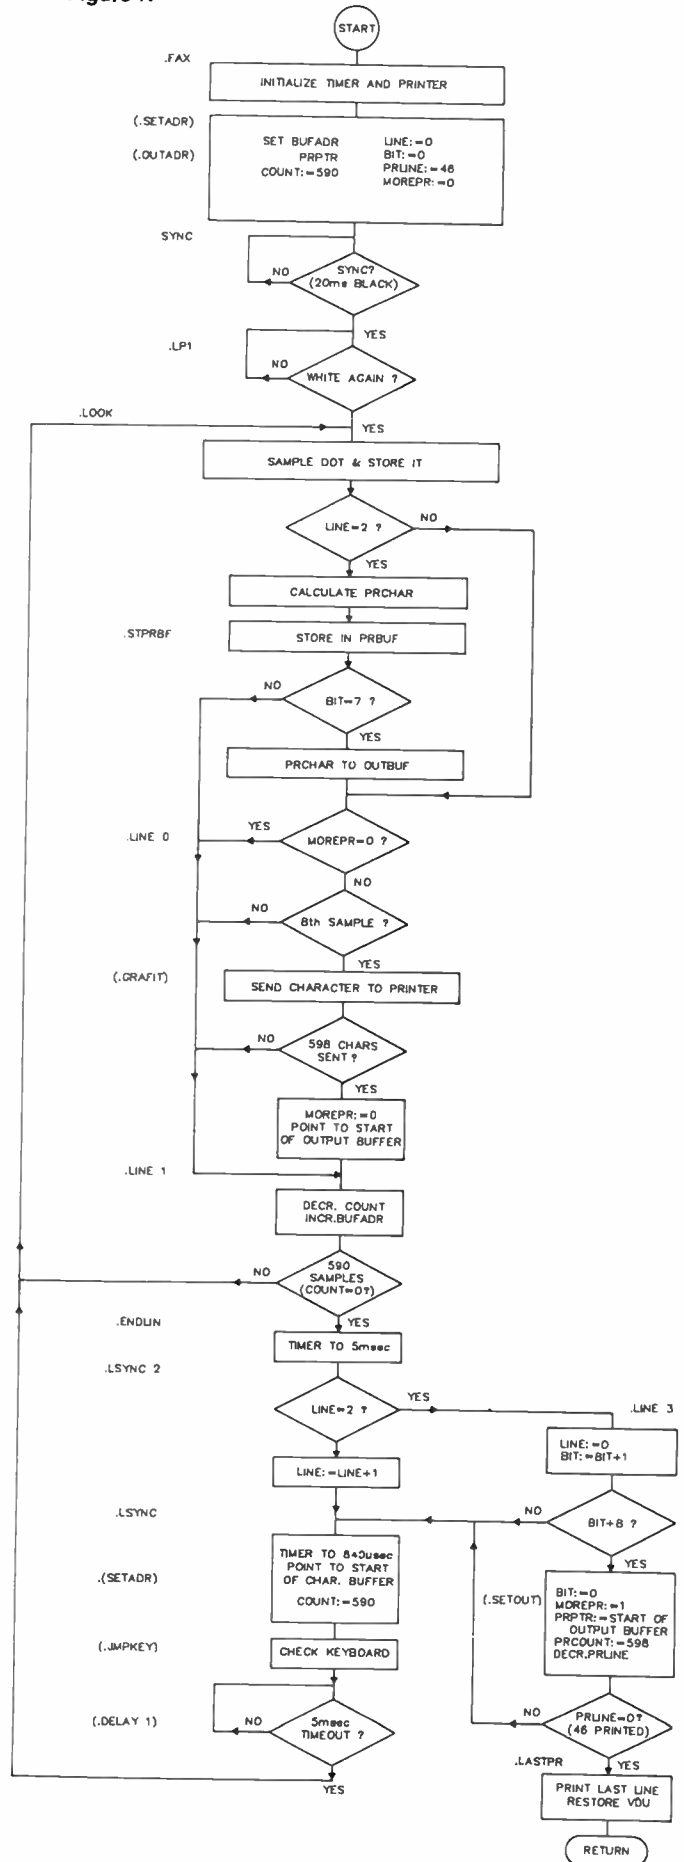 START
.FAX
INITIALIZE TIMER AND PRINTER
(.SETADR)
(.OUTADR)
SET BUFADR
PRPTR
COUNT:=590
LINE:=0
BIT:=0
PRLINE:=46
MOREPR:=0
SYNC
SYNC?
(20ms BLACK)
NO
YES
.LP1
WHITE AGAIN ?
NO
YES
.LOOK
SAMPLE DOT & STORE IT
LINE=2 ?
NO
YES
CALCULATE PRCHAR
.STPRBF
STORE IN PRBUF
BIT=7 ?
NO
YES
PRCHAR TO OUTBUF
.LINE 0
MOREPR=0 ?
YES
NO
8th SAMPLE ?
NO
YES
(.GRAFIT)
SEND CHARACTER TO PRINTER
598 CHARS
SENT ?
NO
YES
MOREPR:=0
POINT TO START
OF OUTPUT BUFFER
.LINE 1
DECR. COUNT
INCR.BUFADR
590
SAMPLES
(COUNT=0?)
NO
YES
.ENDLIN
TIMER TO 5msec
.LSYNC 2
LINE=2 ?
YES
.LINE 3
LINE:=0
BIT:=BIT+1
LINE:=LINE+1
.LSYNC
BIT+8 ?
NO
YES
TIMER TO 840usec
POINT TO START
OF CHAR. BUFFER
COUNT:=590
.(SETADR)
(.SETOUT)
BIT:=0
MOREPR:=1
PRPTR:=START OF
OUTPUT BUFFER
PRCOUNT:=598
DECR.PRLINE
(.JMPKEY)
CHECK KEYBOARD
(.DELAY 1)
5msec
TIMEOUT ?
NO
YES
PRLINE=0?
(46 PRINTED)
NO
YES
.LASTPR
PRINT LAST LINE
RESTORE VDU
RETURN